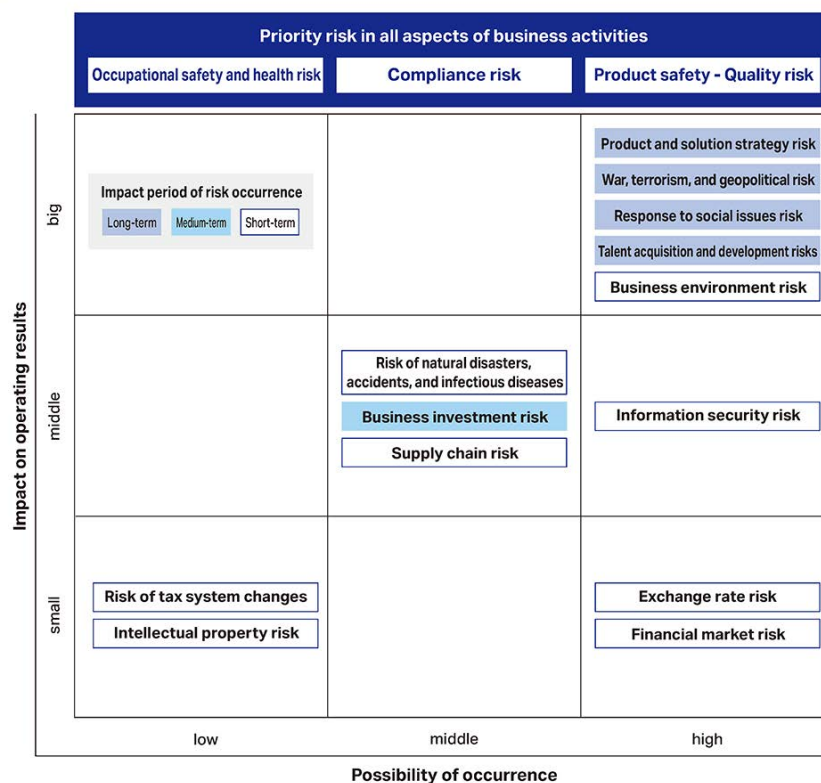 Priority risk in all aspects of business activities
Occupational safety and health risk
Compliance risk
Product safety - Quality risk
Impact on operating results
big
Impact period of risk occurrence
Long-term
Medium-term
Short-term
Product and solution strategy risk
War, terrorism, and geopolitical risk
Response to social issues risk
Talent acquisition and development risks
Business environment risk
middle
Risk of natural disasters,
accidents, and infectious diseases
Business investment risk
Supply chain risk
Information security risk
small
Risk of tax system changes
Intellectual property risk
Exchange rate risk
Financial market risk
low
middle
high
Possibility of occurrence